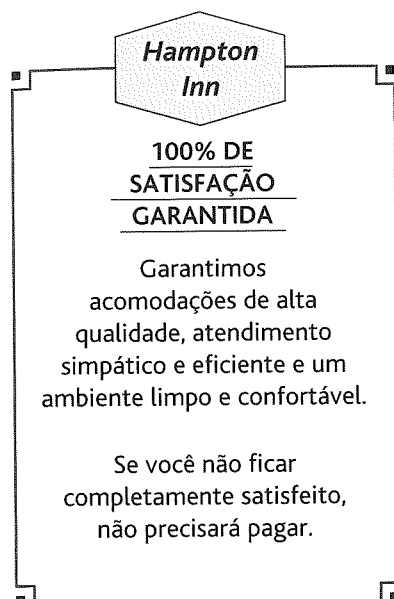 Hampton
Inn
100% DE
SATISFAÇÃO
GARANTIDA
Garantimos
acomodações de alta
qualidade, atendimento
simpático e eficiente e um
ambiente limpo e confortável.
Se você não ficar
completamente satisfeito,
não precisará pagar.